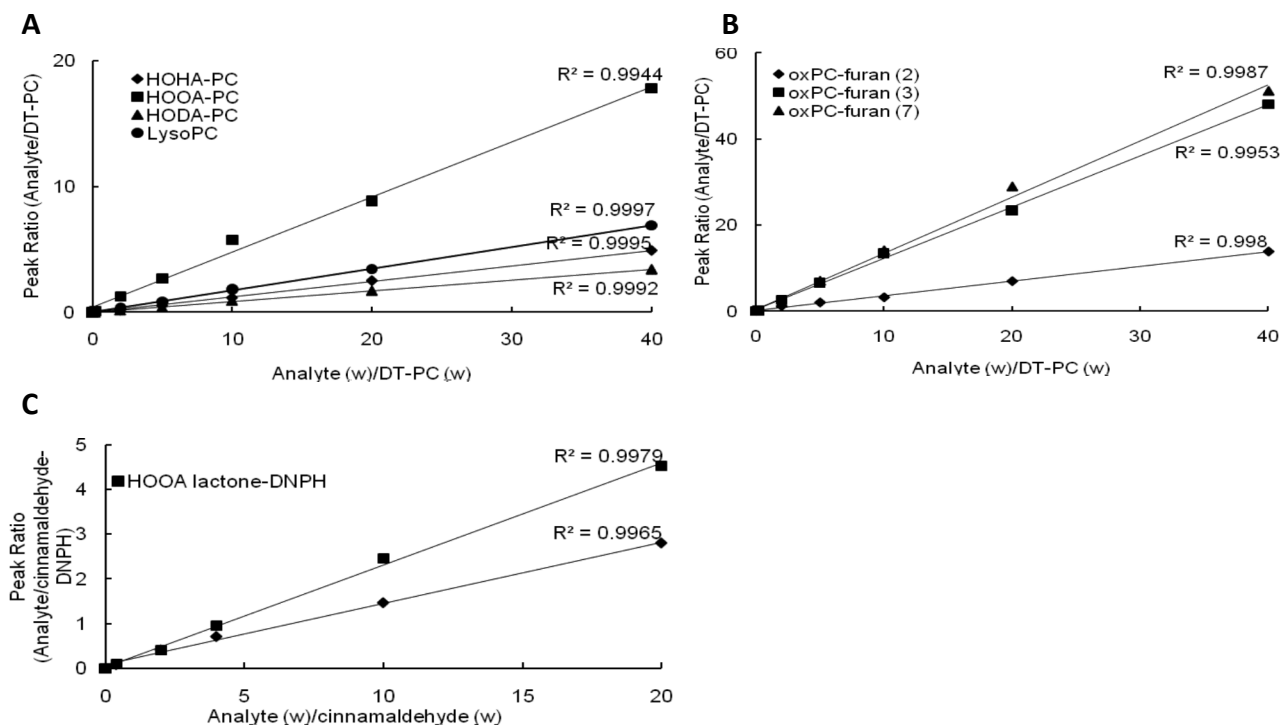 A
Peak Ratio (Analyte/DT-PC)
20
10
0
HOHA-PC
HOOA-PC
HODA-PC
LysoPC
R² = 0.9944
R² = 0.9997
R² = 0.9995
R² = 0.9992
0 10 20 30 40
Analyte (w)/DT-PC (w)
B
Peak Ratio (Analyte/DT-PC)
60
40
20
0
oxPC-furan (2)
oxPC-furan (3)
oxPC-furan (7)
R² = 0.9987
R² = 0.9953
R² = 0.998
0 10 20 30 40
Analyte (w)/DT-PC (w)
C
Peak Ratio
(Analyte/cinnamaldehyde-
DNPH)
5
4
3
2
1
0
HOOA lactone-DNPH
R² = 0.9979
R² = 0.9965
0 5 10 15 20
Analyte (w)/cinnamaldehyde (w)